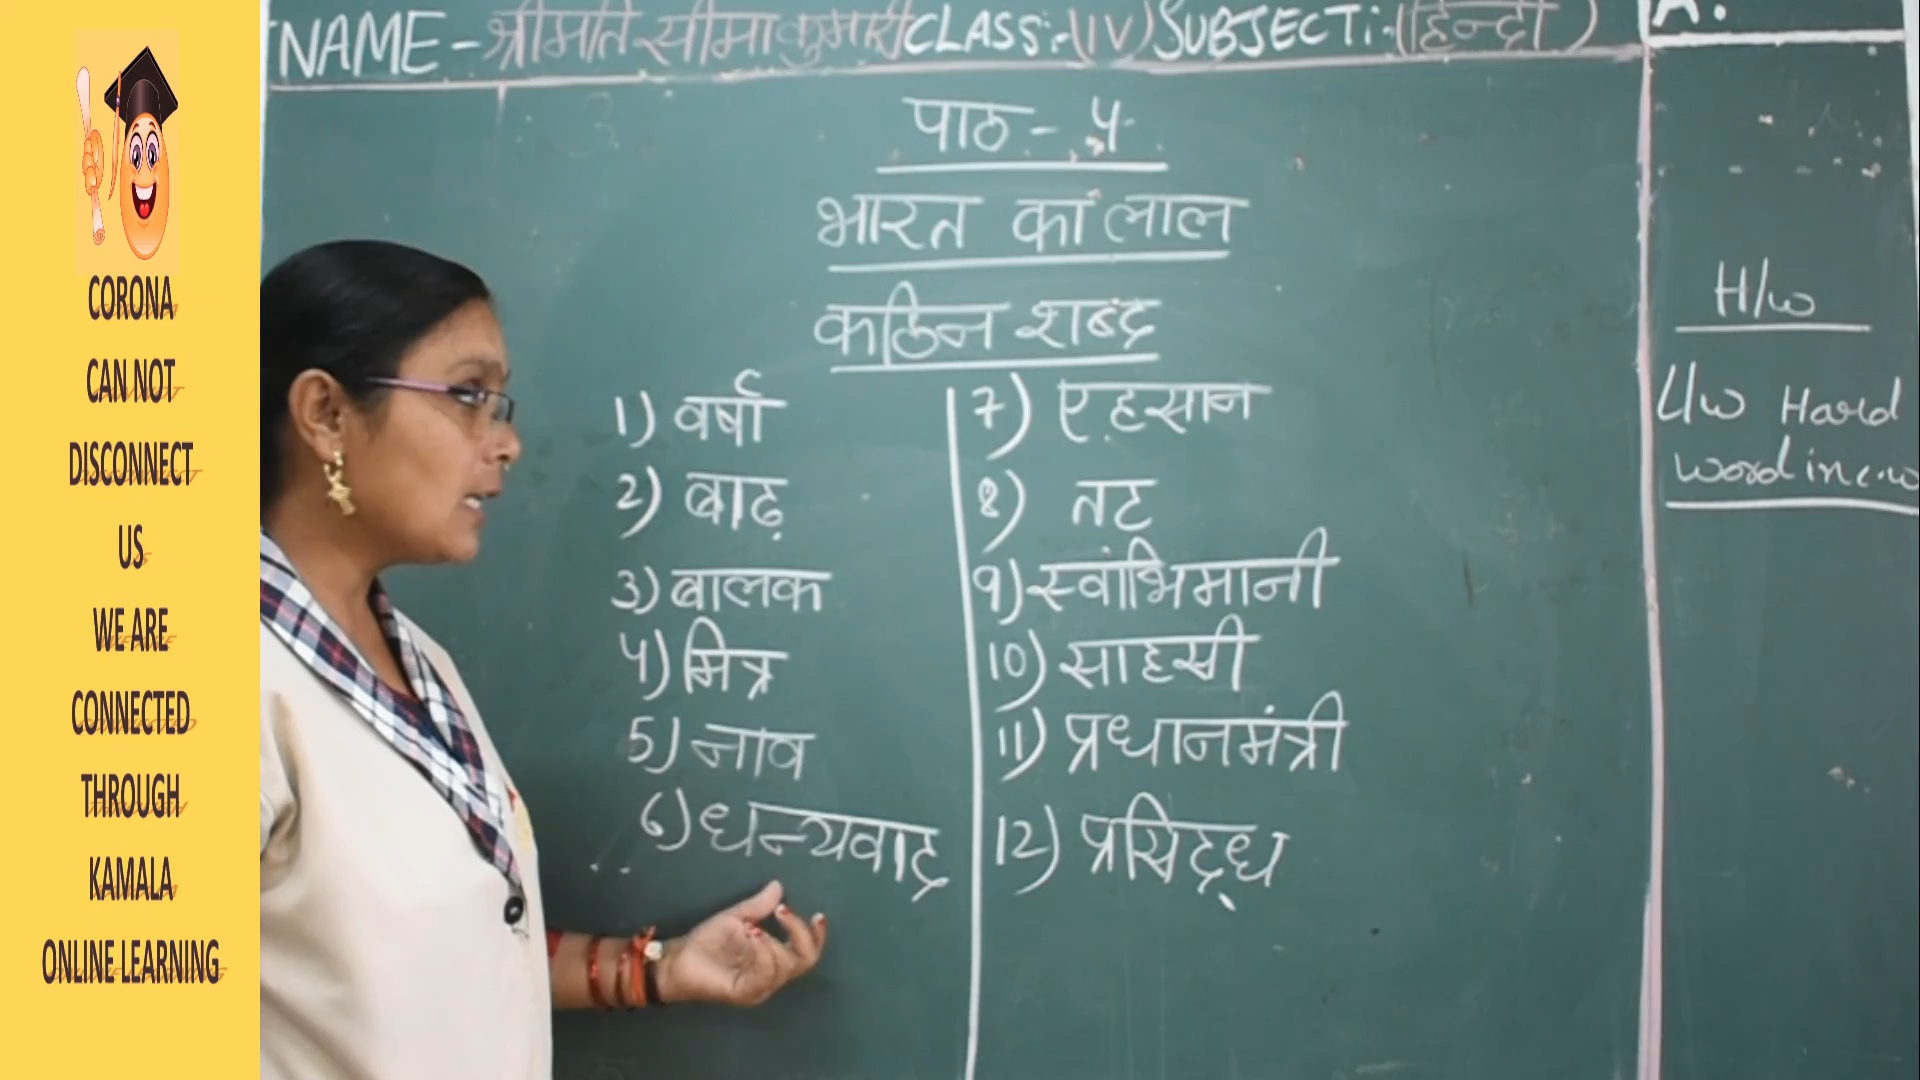 CORONA
CAN NOT
DISCONNECT
US
WE ARE
CONNECTED
THROUGH
KAMALA
ONLINE LEARNING
NAME - श्रीमति सीमा कुमारी CLASS:-(IV) SUBJECT:-(हिन्दी)
पाठ - 5
भारत का लाल
कठिन शब्द
1) वर्षा
2) बाढ़
3) बालक
4) मित्र
5) नाव
6) धन्यवाद
7) एहसान
8) तट
9) स्वाभिमानी
10) साहसी
11) प्रधानमंत्री
12) प्रसिद्ध
H/w
L/w Hard
word in c.w